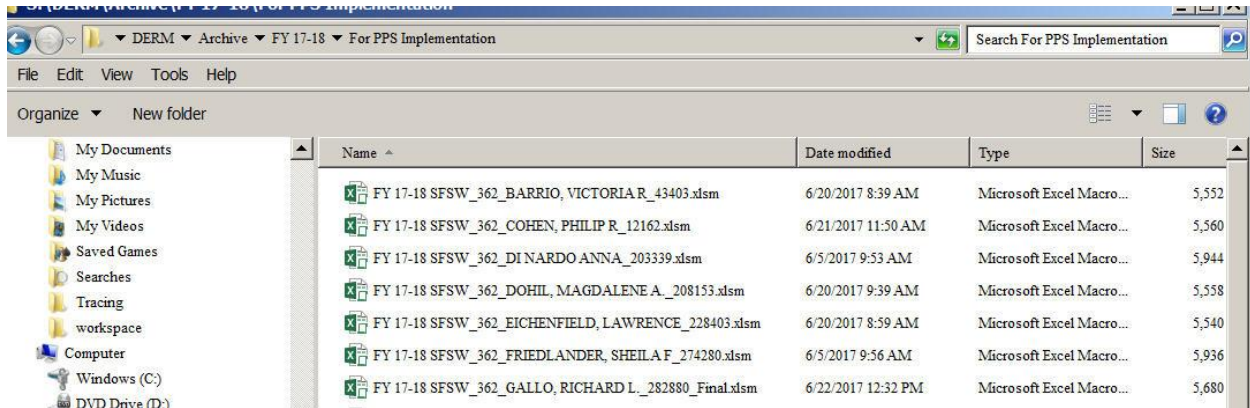 S:\DERM\Archive\FY 17-18\For PPS Implementation
DERM Archive FY 17-18 For PPS Implementation
Search For PPS Implementation
File Edit View Tools Help
Organize New folder
My Documents
My Music
My Pictures
My Videos
Saved Games
Searches
Tracing
workspace
Computer
Windows (C:)
DVD Drive (D:)
Name Date modified Type Size
FY 17-18 SFSW_362_BARRIO, VICTORIA R_43403.xlsm 6/20/2017 8:39 AM Microsoft Excel Macro... 5,552
FY 17-18 SFSW_362_COHEN, PHILIP R_12162.xlsm 6/21/2017 11:50 AM Microsoft Excel Macro... 5,560
FY 17-18 SFSW_362_DI NARDO ANNA_203339.xlsm 6/5/2017 9:53 AM Microsoft Excel Macro... 5,944
FY 17-18 SFSW_362_DOHIL, MAGDALENE A._208153.xlsm 6/20/2017 9:39 AM Microsoft Excel Macro... 5,558
FY 17-18 SFSW_362_EICHENFIELD, LAWRENCE_228403.xlsm 6/20/2017 8:59 AM Microsoft Excel Macro... 5,540
FY 17-18 SFSW_362_FRIEDLANDER, SHEILA F_274280.xlsm 6/5/2017 9:56 AM Microsoft Excel Macro... 5,936
FY 17-18 SFSW_362_GALLO, RICHARD L._282880_Final.xlsm 6/22/2017 12:32 PM Microsoft Excel Macro... 5,680